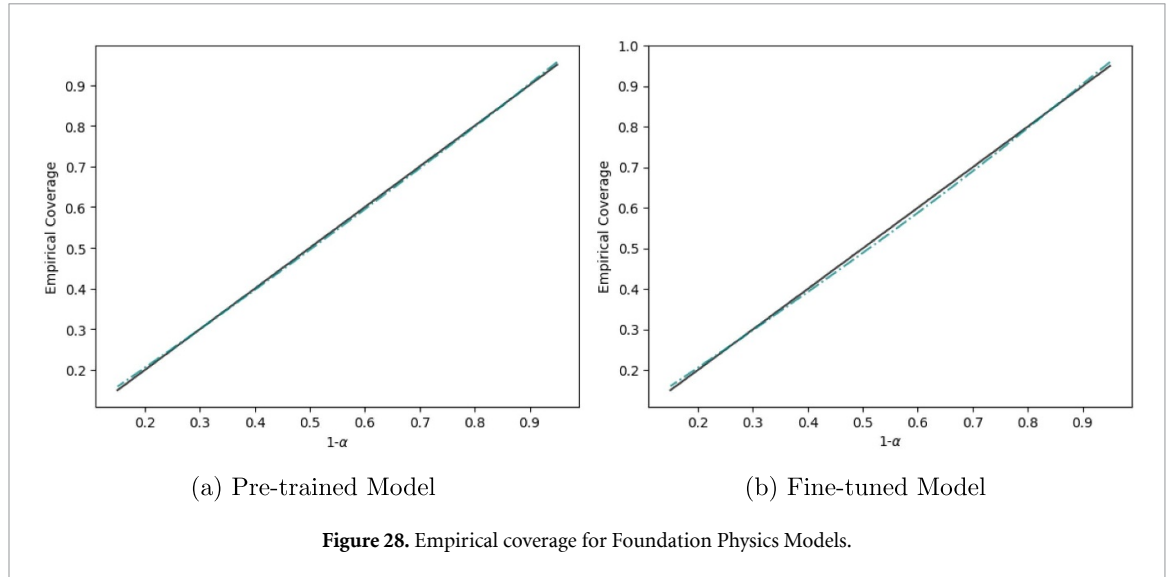 Empirical Coverage
0.9
0.8
0.7
0.6
0.5
0.4
0.3
0.2
0.2 0.3 0.4 0.5 0.6 0.7 0.8 0.9
1-α
(a) Pre-trained Model
Empirical Coverage
1.0
0.9
0.8
0.7
0.6
0.5
0.4
0.3
0.2
0.2 0.3 0.4 0.5 0.6 0.7 0.8 0.9
1-α
(b) Fine-tuned Model
Figure 28. Empirical coverage for Foundation Physics Models.